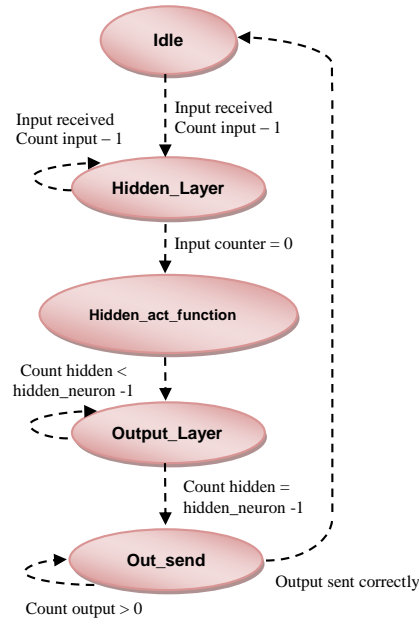 Idle
Input received
Count input – 1
Input received
Count input – 1
Hidden_Layer
Input counter = 0
Hidden_act_function
Count hidden <
hidden_neuron -1
Output_Layer
Count hidden =
hidden_neuron -1
Out_send
Output sent correctly
Count output > 0